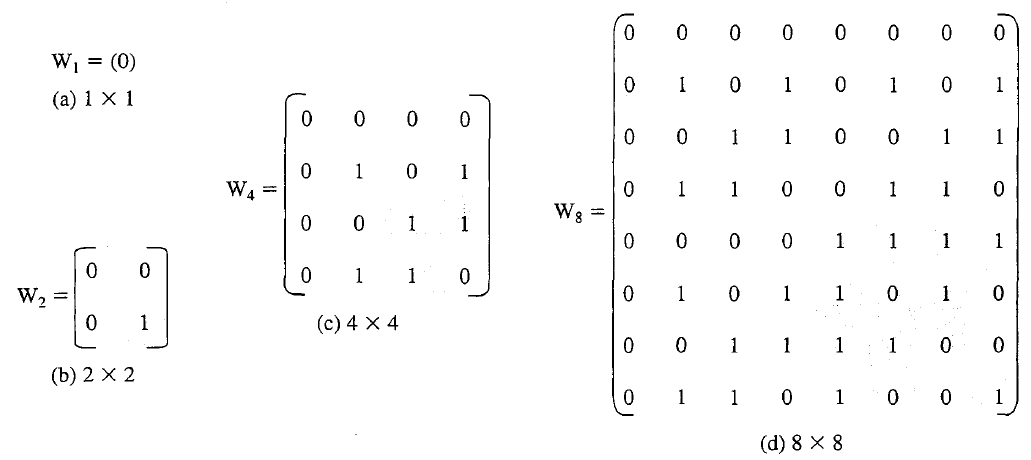 W₁ = (0)
(a) 1 × 1
W₂ =
0 0
0 1
(b) 2 × 2
W₄ =
0 0 0 0
0 1 0 1
0 0 1 1
0 1 1 0
(c) 4 × 4
W₈ =
0 0 0 0 0 0 0 0
0 1 0 1 0 1 0 1
0 0 1 1 0 0 1 1
0 1 1 0 0 1 1 0
0 0 0 0 1 1 1 1
0 1 0 1 1 0 1 0
0 0 1 1 1 1 0 0
0 1 1 0 1 0 0 1
(d) 8 × 8